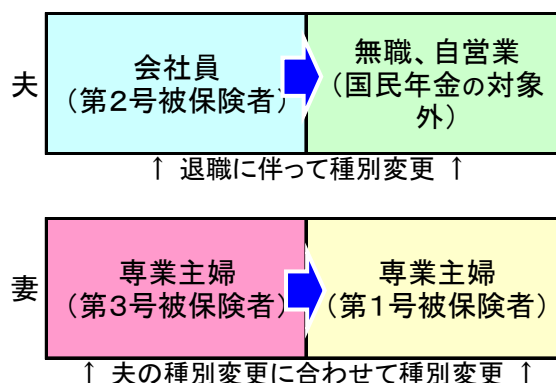 夫
会社員
（第２号被保険者）
無職、自営業
（国民年金の対象
外）
↑ 退職に伴って種別変更 ↑
妻
専業主婦
（第３号被保険者）
専業主婦
（第１号被保険者）
↑ 夫の種別変更に合わせて種別変更 ↑